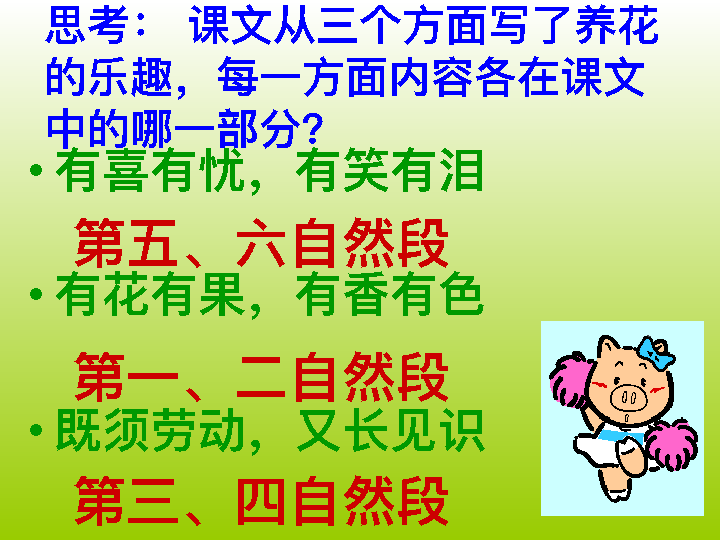 思考： 课文从三个方面写了养花
的乐趣，每一方面内容各在课文
中的哪一部分？
•有喜有忧，有笑有泪
第五、六自然段
•有花有果，有香有色
第一、二自然段
•既须劳动，又长见识
第三、四自然段